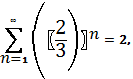 ∑_{n=1}^{∞} (〖2/3)〗^n = 2,